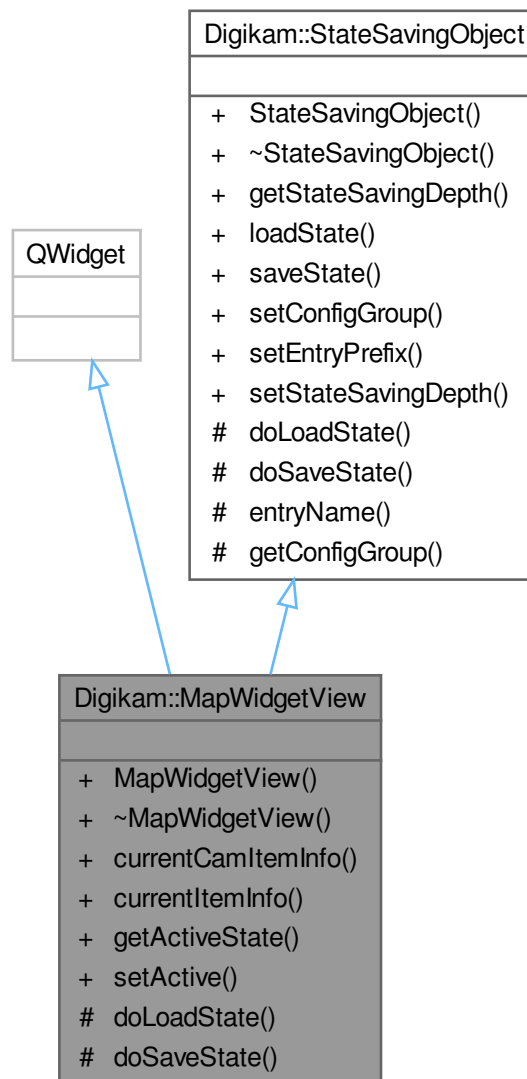 Digikam::StateSavingObject
+ StateSavingObject()
+ ~StateSavingObject()
+ getStateSavingDepth()
+ loadState()
+ saveState()
+ setConfigGroup()
+ setEntryPrefix()
+ setStateSavingDepth()
# doLoadState()
# doSaveState()
# entryName()
# getConfigGroup()
QWidget
Digikam::MapWidgetView
+ MapWidgetView()
+ ~MapWidgetView()
+ currentCamItemInfo()
+ currentItemInfo()
+ getActiveState()
+ setActive()
# doLoadState()
# doSaveState()